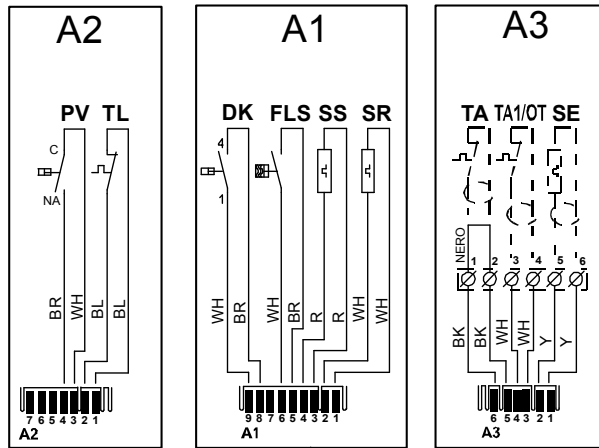 A2
PV TL
C
NA
BR
WH
BL
BL
7 6 5 4 3 2 1
A2
A1
DK FLS SS SR
4
1
WH
BR
WH
BR
R
R
WH
WH
9 8 7 6 5 4 3 2 1
A1
A3
TA TA1/OT SE
NERO
1 2 3 4 5 6
BK
BK
WH
WH
Y
Y
6 5 4 3 2 1
A3